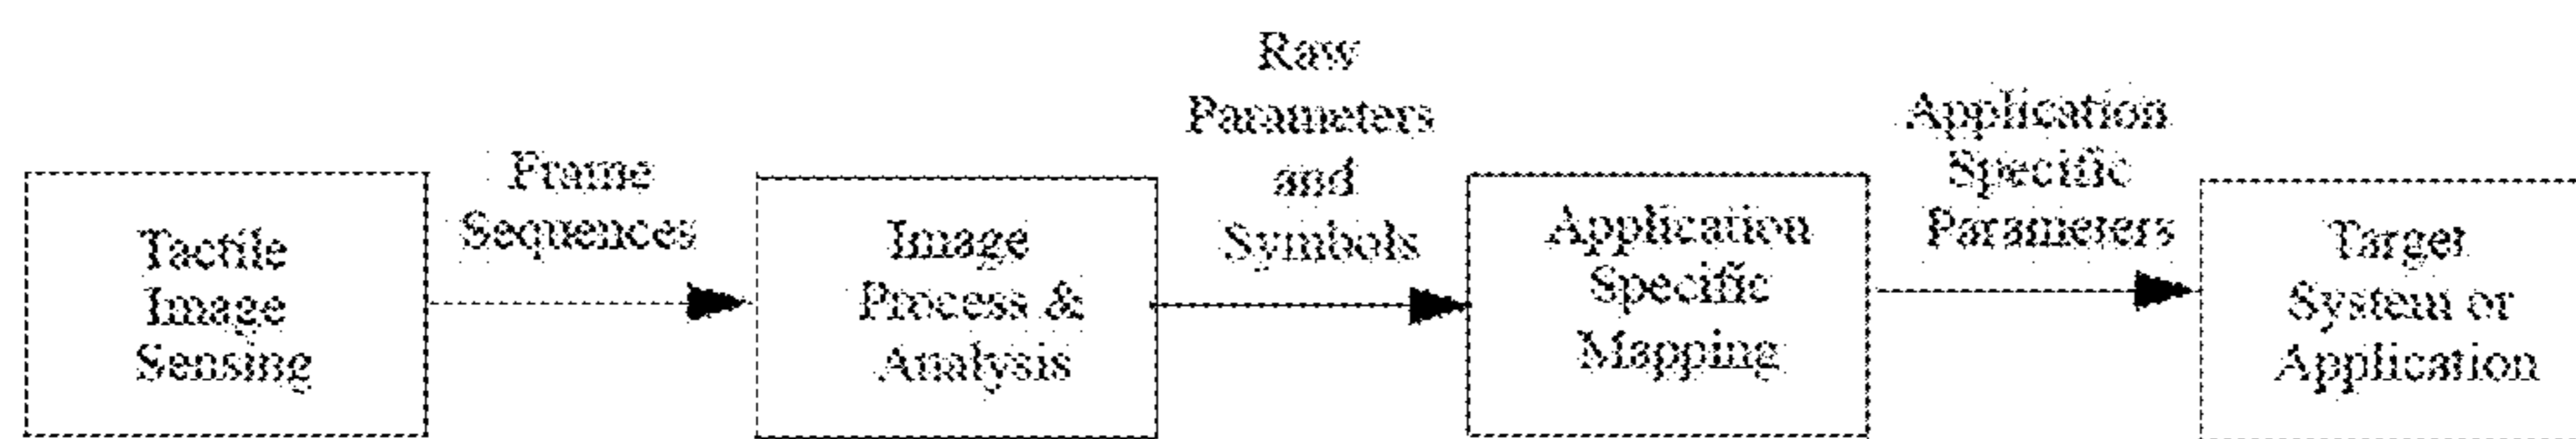 Tactile
Image
Sensing
Frame
Sequences
Image
Process &
Analysis
Raw
Parameters
and
Symbols
Application
Specific
Mapping
Application
Specific
Parameters
Target
System or
Application